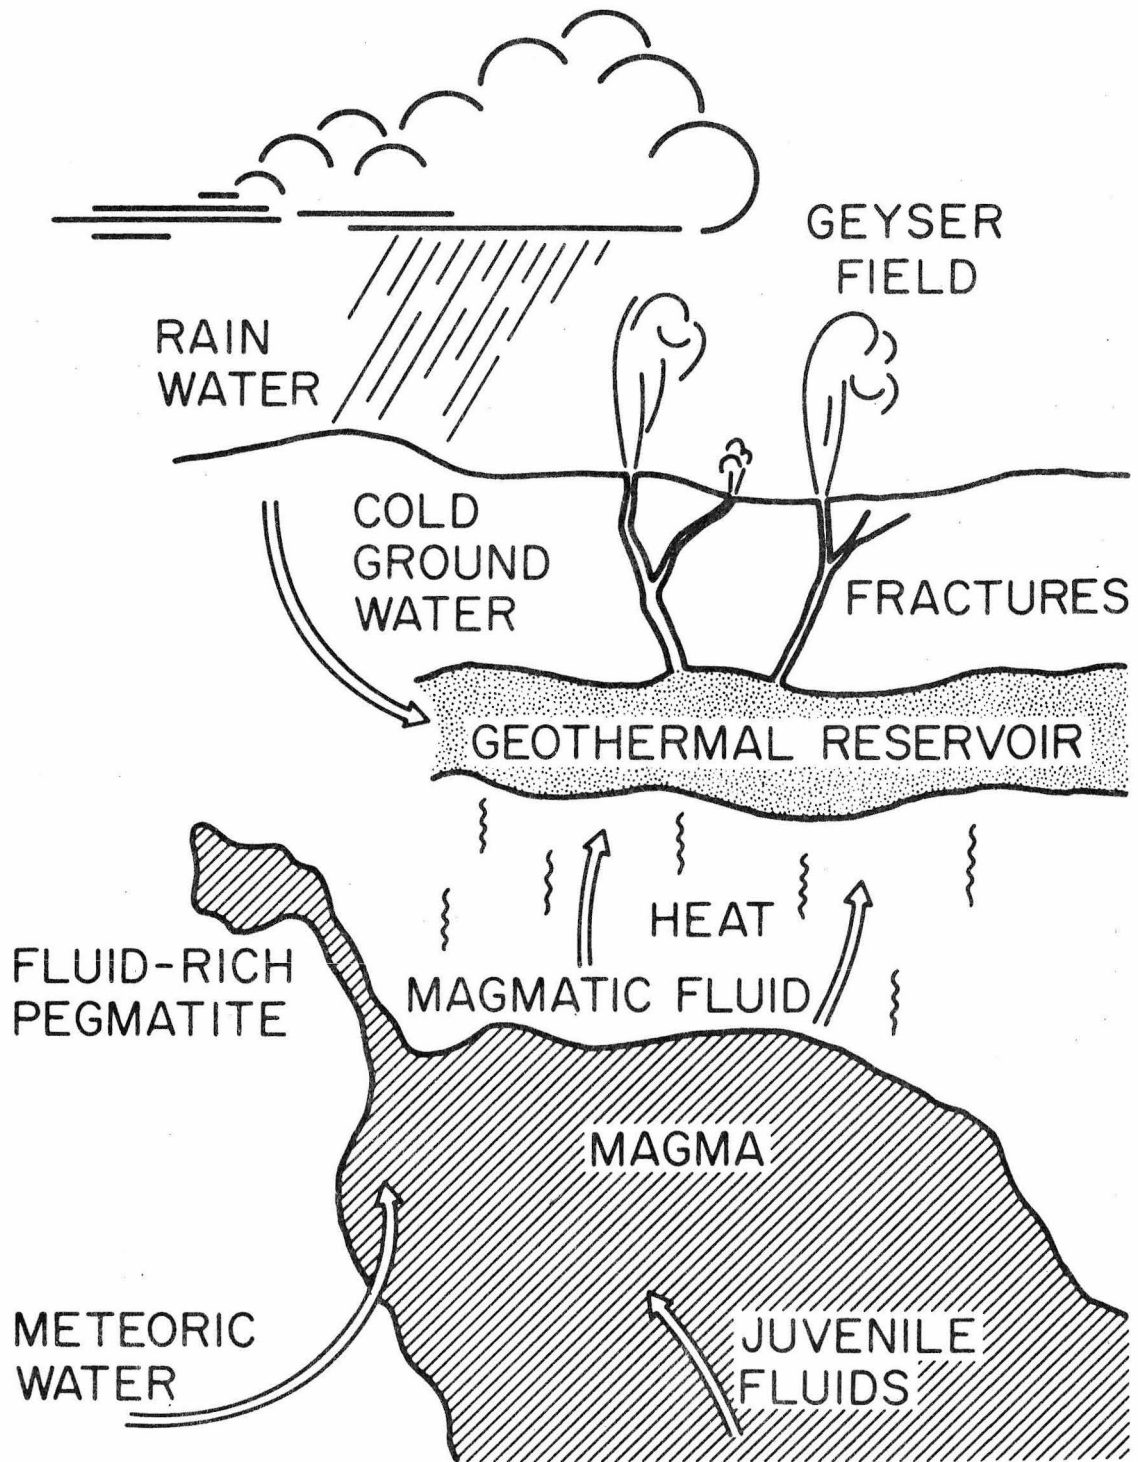 GEYSER
FIELD
RAIN
WATER
COLD
GROUND
WATER
FRACTURES
GEOTHERMAL RESERVOIR
HEAT
FLUID-RICH
PEGMATITE
MAGMATIC FLUID
MAGMA
METEORIC
WATER
JUVENILE
FLUIDS